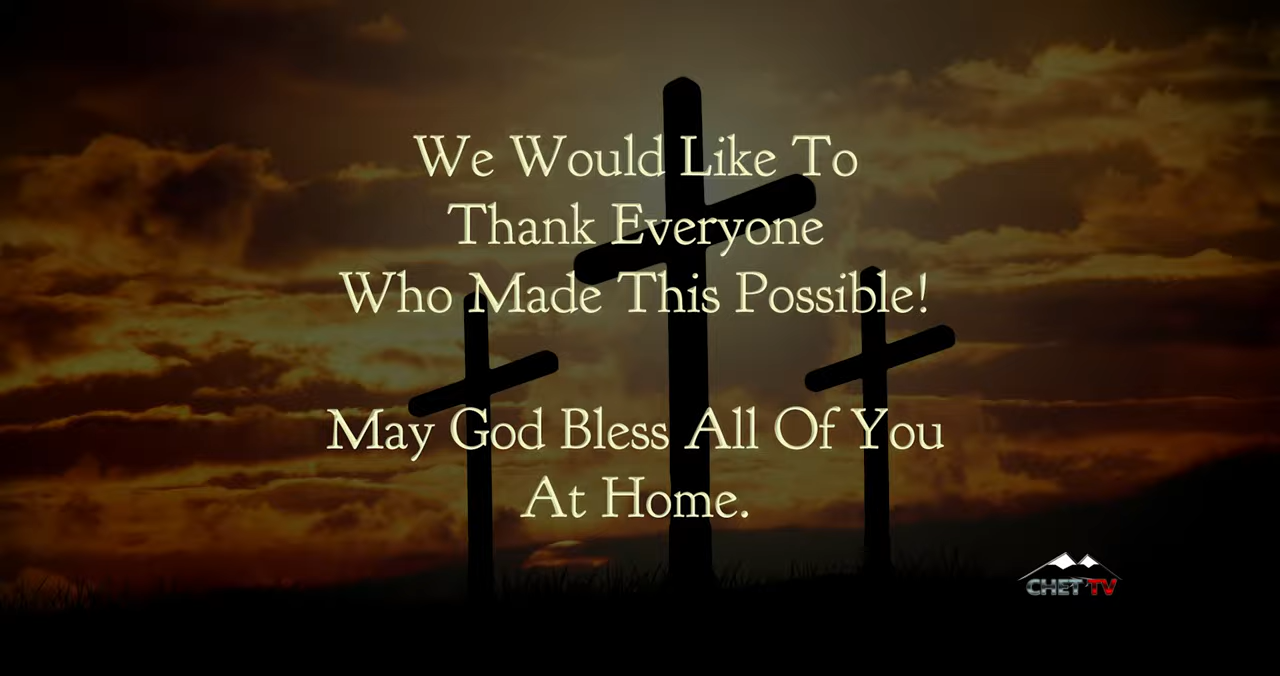 We Would Like To
Thank Everyone
Who Made This Possible!
May God Bless All Of You
At Home.
CHET TV